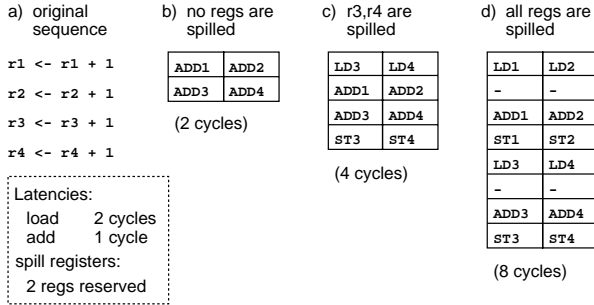 a) original
sequence
r1 <- r1 + 1
r2 <- r2 + 1
r3 <- r3 + 1
r4 <- r4 + 1
Latencies:
load 2 cycles
add 1 cycle
spill registers:
2 regs reserved
b) no regs are
spilled
ADD1 ADD2
ADD3 ADD4
(2 cycles)
c) r3,r4 are
spilled
LD3 LD4
ADD1 ADD2
ADD3 ADD4
ST3 ST4
(4 cycles)
d) all regs are
spilled
LD1 LD2
- -
ADD1 ADD2
ST1 ST2
LD3 LD4
- -
ADD3 ADD4
ST3 ST4
(8 cycles)